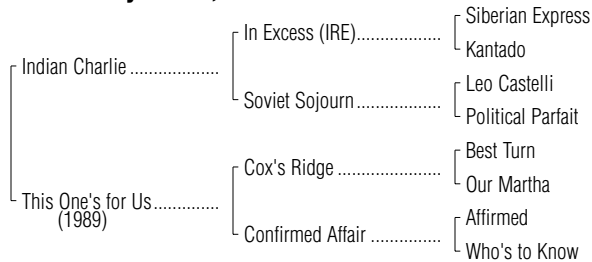 Siberian Express
In Excess (IRE)..................
Kantado
Indian Charlie ...................
Leo Castelli
Soviet Sojourn..................
Political Parfait
Best Turn
Cox's Ridge ......................
Our Martha
This One's for Us..............
(1989)
Affirmed
Confirmed Affair ...............
Who's to Know